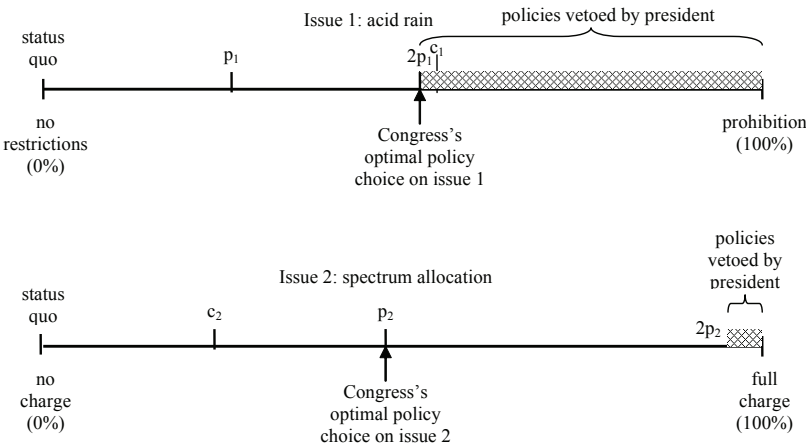 Issue 1: acid rain
policies vetoed by president
status
quo
p1
2p1
c1
no
restrictions
(0%)
Congress's
optimal policy
choice on issue 1
prohibition
(100%)
policies
vetoed by
president
Issue 2: spectrum allocation
status
quo
c2
p2
2p2
no
charge
(0%)
Congress's
optimal policy
choice on issue 2
full
charge
(100%)